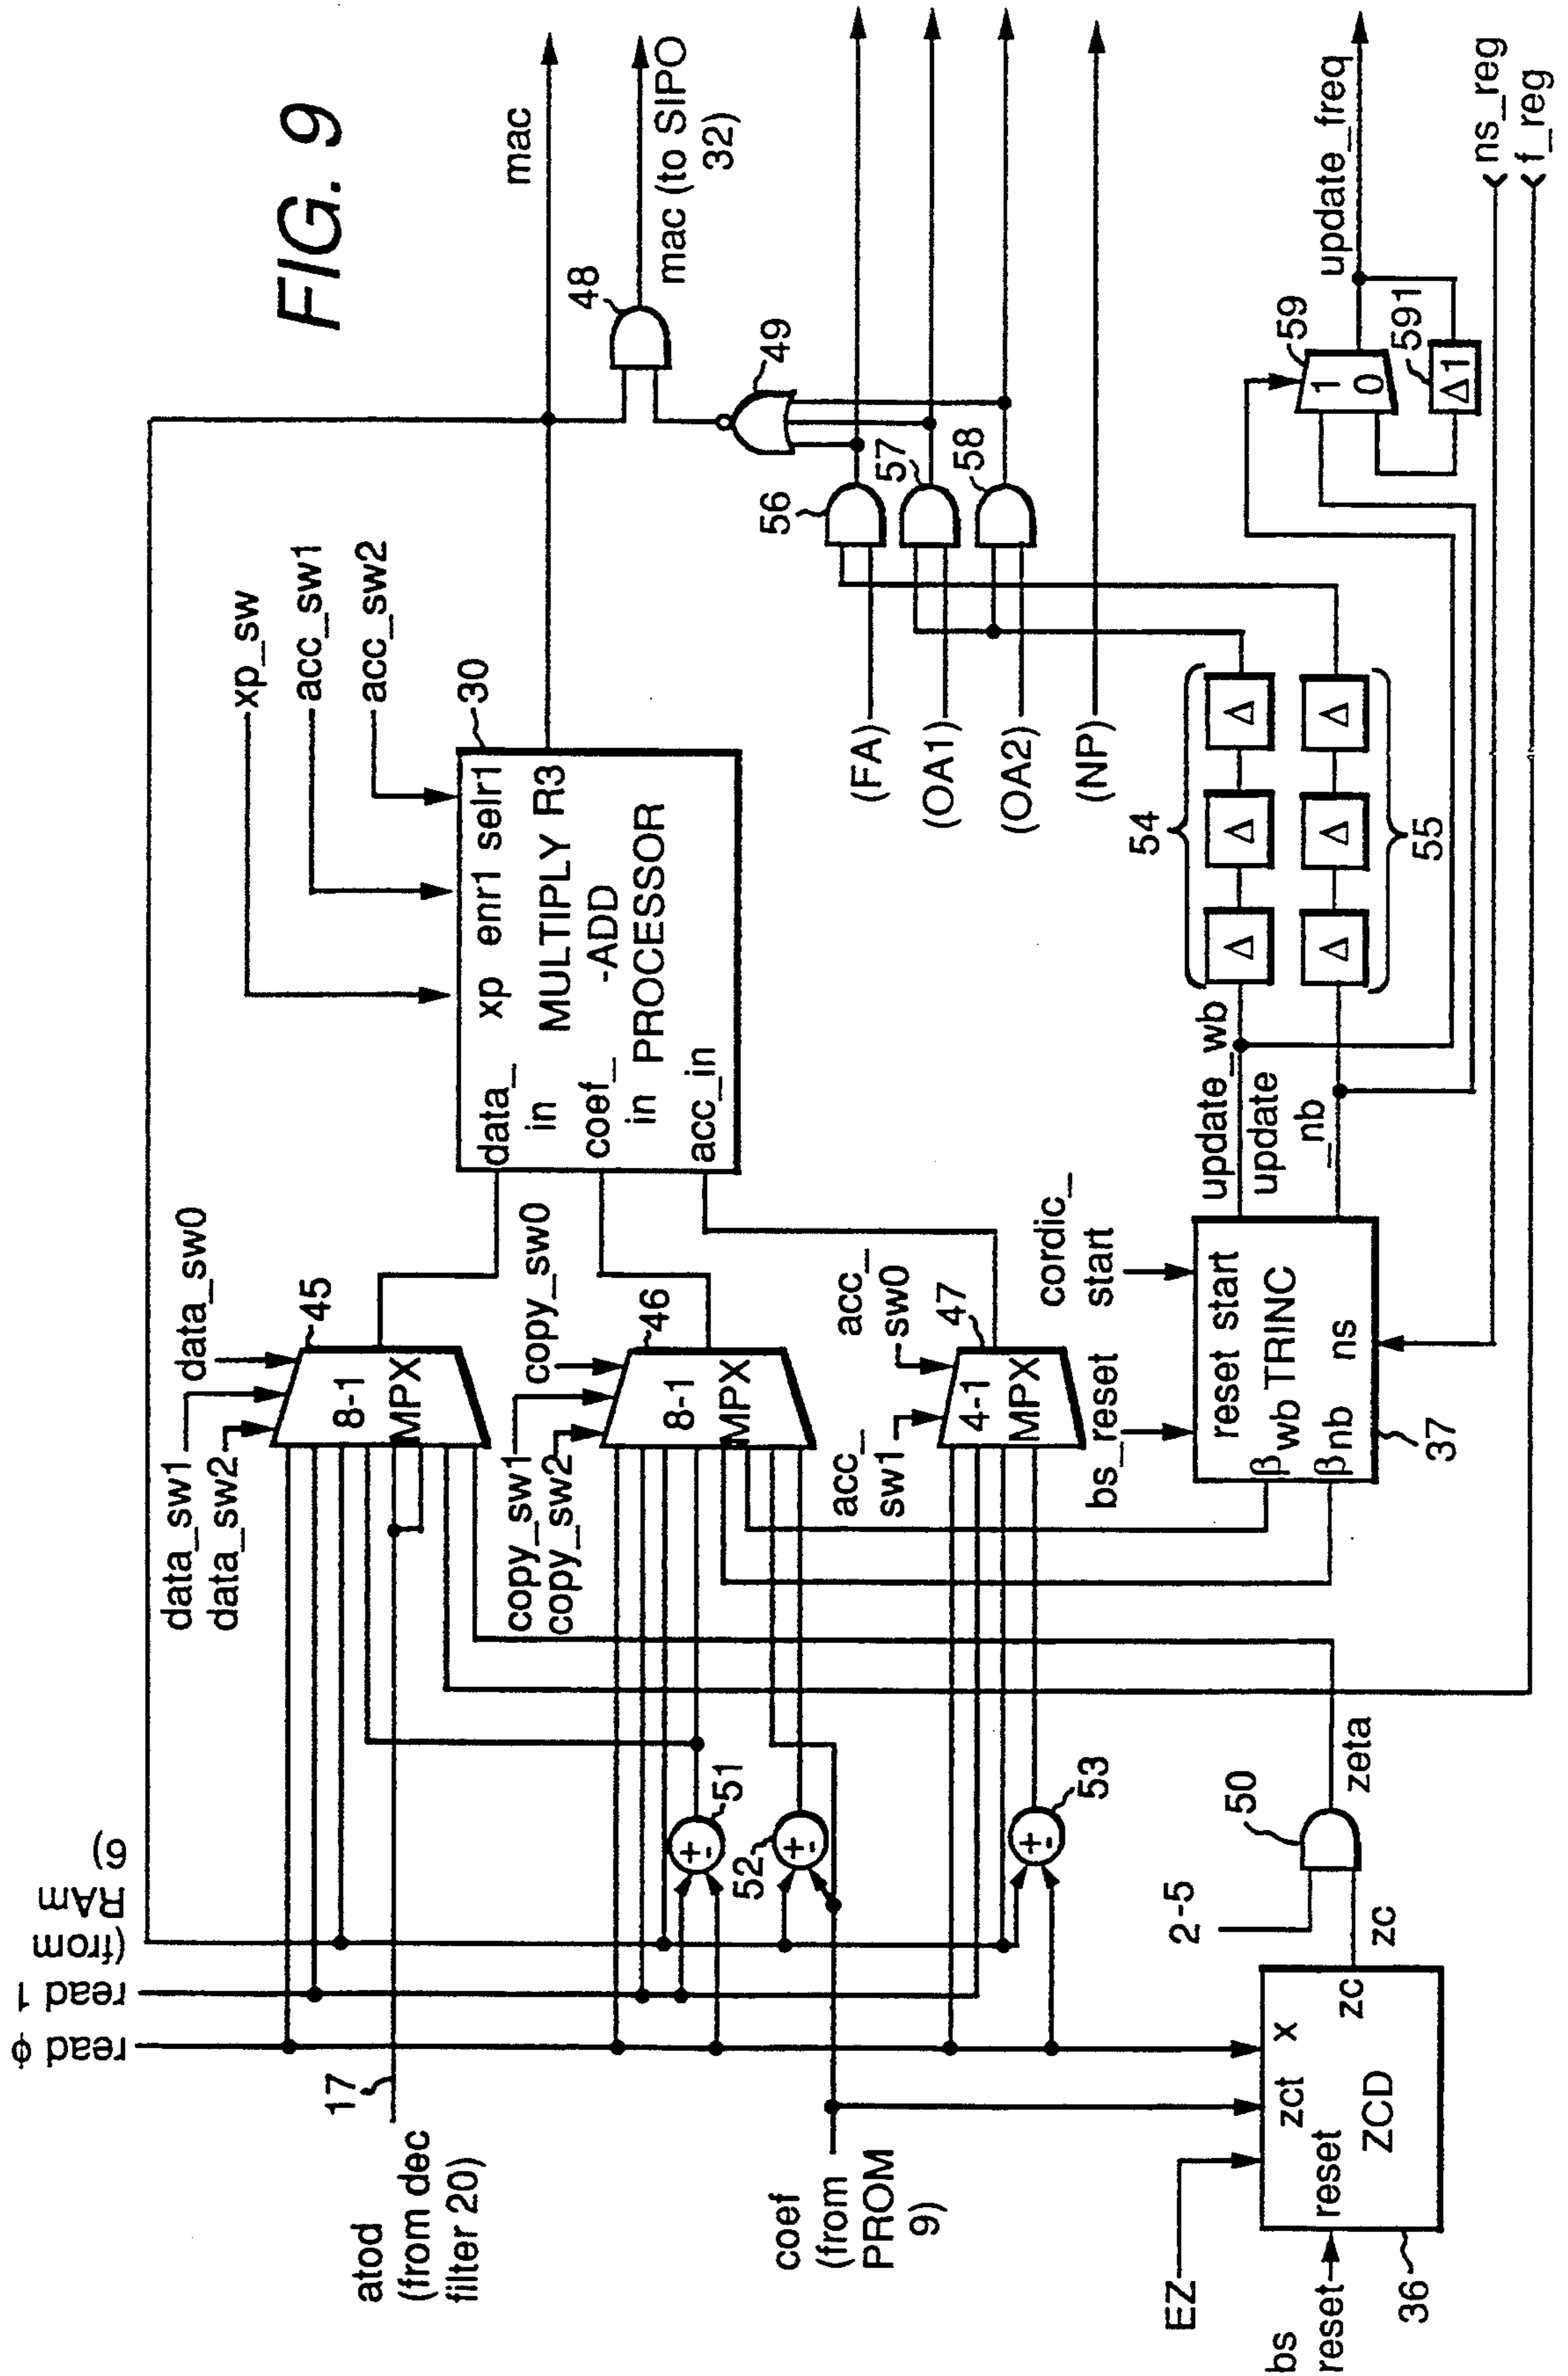 FIG. 9
mac
mac (to SIPO
32)
48
49
xp_sw
acc_sw1
acc_sw2
30
xp enr1 selr1
MULTIPLY R3
-ADD
PROCESSOR
data_
in
coef_
in
acc_in
56
57
58
(FA)
(OA1)
(OA2)
(NP)
update_freq
59
1
0
591
Δ1
ns_reg
f_reg
54
Δ Δ Δ
Δ Δ Δ
55
update_wb
update
_nb
data_sw0
data_sw1
data_sw2
45
8-1
MPX
copy_sw0
copy_sw1
copy_sw2
46
8-1
MPX
acc_
sw0
acc_
sw1
47
4-1
MPX
cordic_
start
bs_reset
reset start
βwb TRINC
βnb ns
37
read ϕ
read 1
(from
RAm
6)
17
atod
(from dec
filter 20)
51
+
-
52
+
-
53
+
-
coef
(from
PROM
9)
2-5
50
zeta
zc
zct x
reset
zc
ZCD
EZ
bs
reset
36